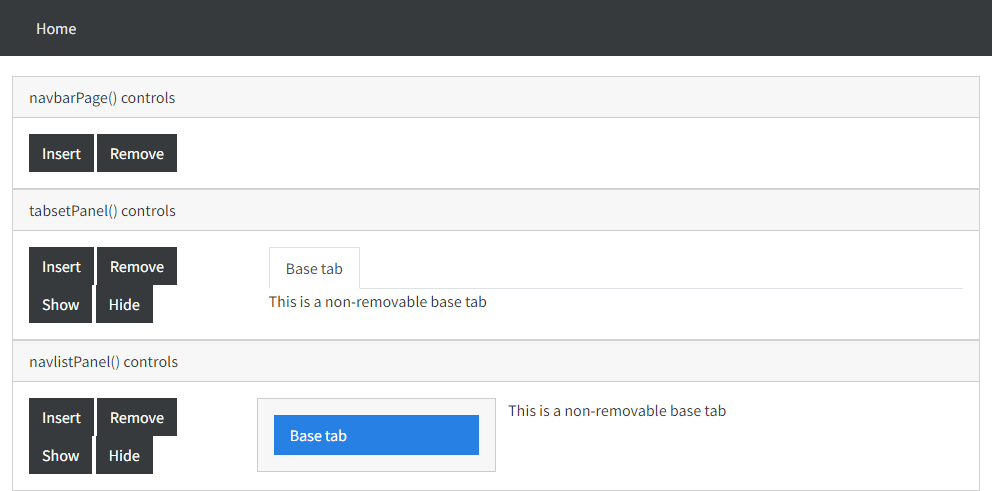 Home
navbarPage() controls
Insert Remove
tabsetPanel() controls
Insert Remove
Show Hide
Base tab
This is a non-removable base tab
navlistPanel() controls
Insert Remove
Show Hide
Base tab
This is a non-removable base tab